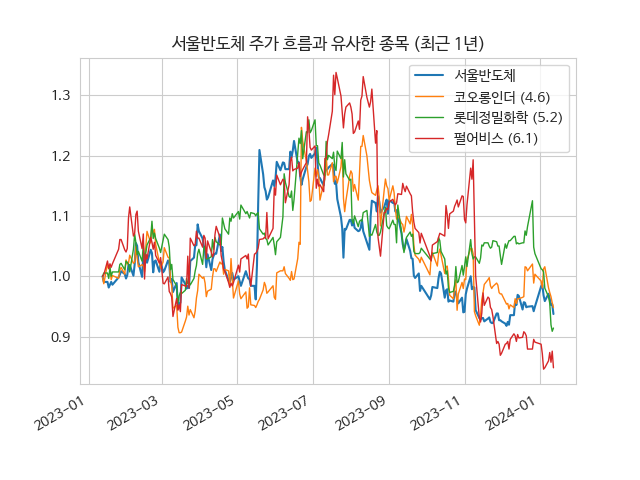 서울반도체 주가 흐름과 유사한 종목 (최근 1년)
서울반도체
코오롱인더 (4.6)
롯데정밀화학 (5.2)
펄어비스 (6.1)
1.3
1.2
1.1
1.0
0.9
2023-01
2023-03
2023-05
2023-07
2023-09
2023-11
2024-01